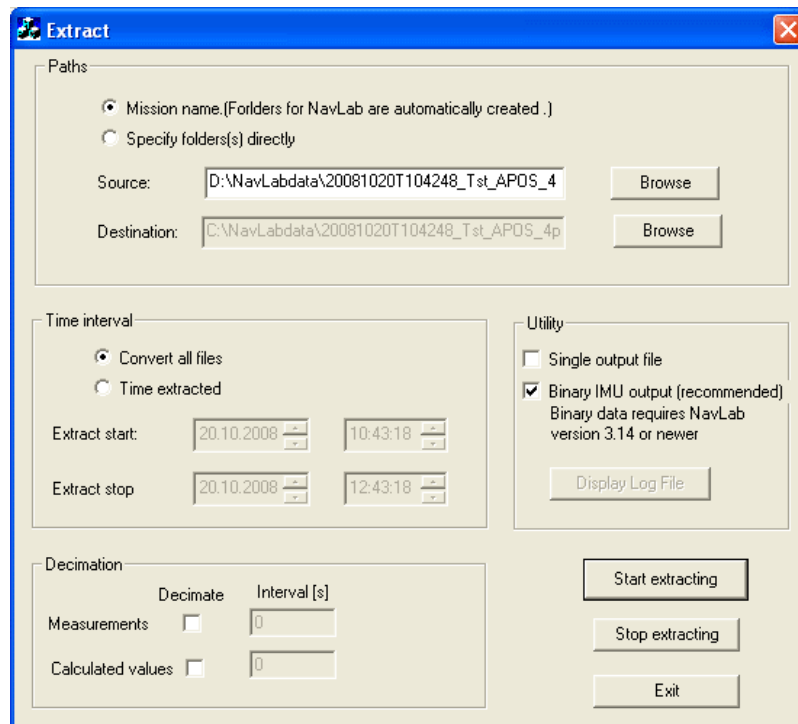 Extract
Paths
Mission name.(Forlders for NavLab are automatically created .)
Specify folders(s) directly
Source: D:\NavLabdata\20081020T104248_Tst_APOS_4 Browse
Destination: C:\NavLabdata\20081020T104248_Tst_APOS_4p Browse
Time interval
Convert all files
Time extracted
Extract start: 20.10.2008 10:43:18
Extract stop 20.10.2008 12:43:18
Utility
Single output file
Binary IMU output (recommended)
Binary data requires NavLab
version 3.14 or newer
Display Log File
Decimation
Decimate Interval [s]
Measurements 0
Calculated values 0
Start extracting
Stop extracting
Exit